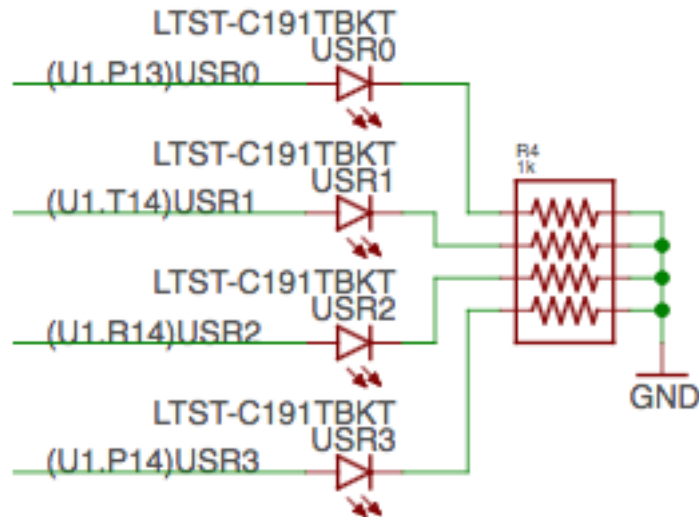 LTST-C191TBKT
USR0
(U1.P13)USR0
R4
1k
LTST-C191TBKT
USR1
(U1.T14)USR1
LTST-C191TBKT
USR2
(U1.R14)USR2
GND
LTST-C191TBKT
USR3
(U1.P14)USR3